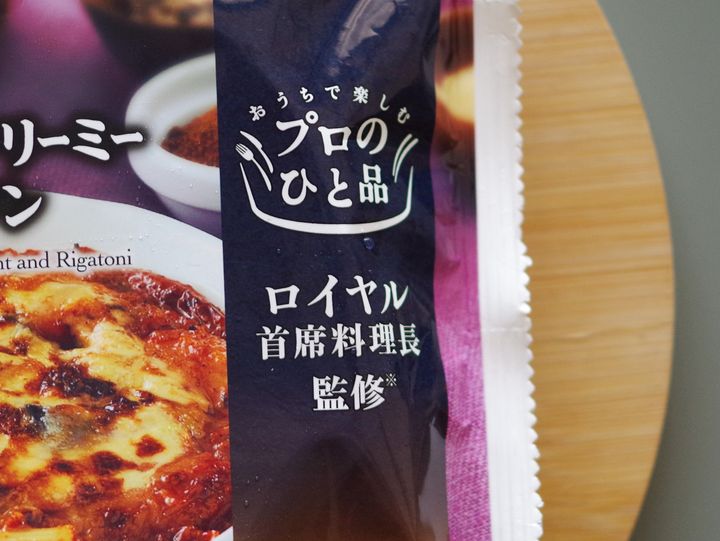 リーミー
ン
nt and Rigatoni
おうちで楽しむ
プロの
ひと品
ロイヤル
首席料理長
監修※